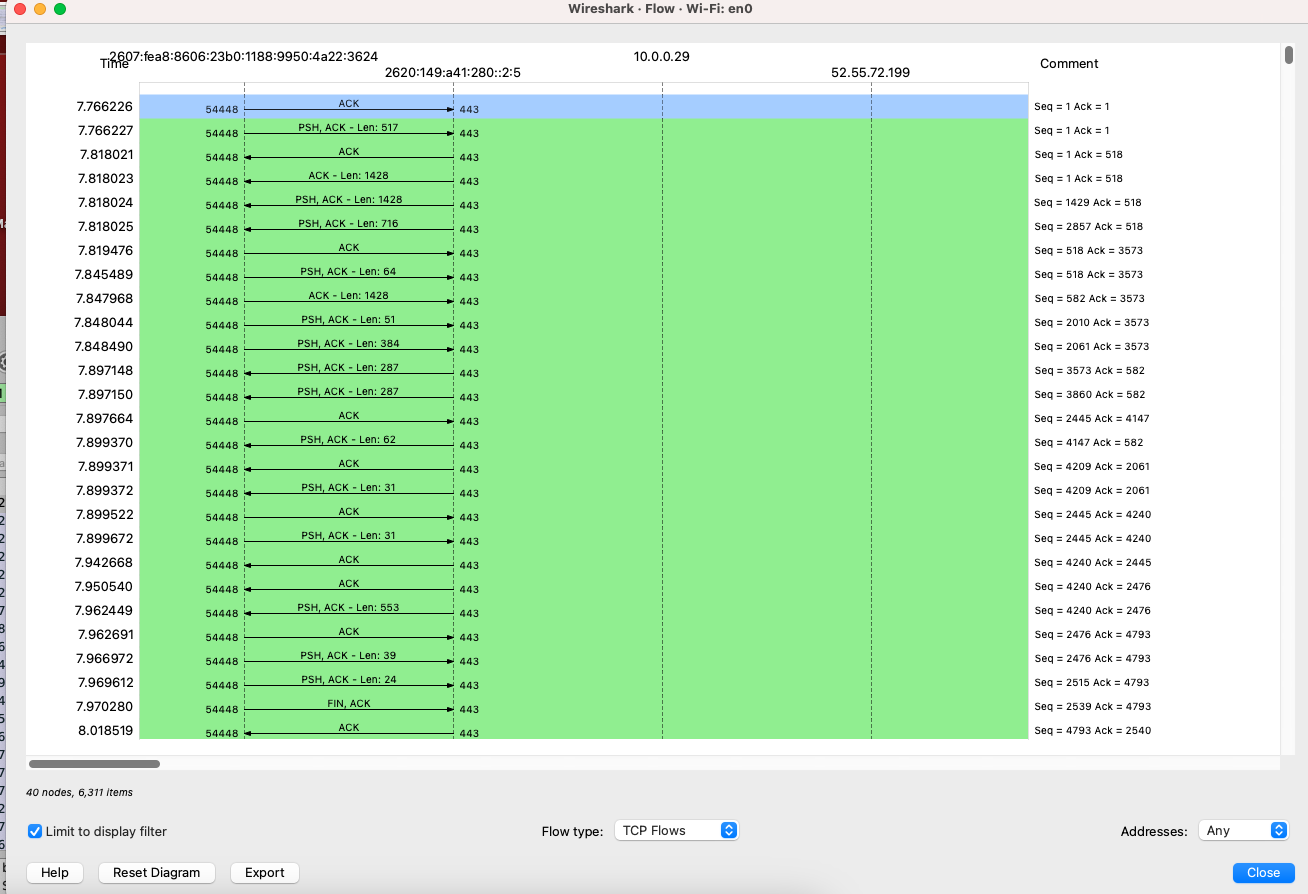 Wireshark · Flow · Wi-Fi: en0
Time 2607:fea8:8606:23b0:1188:9950:4a22:3624 2620:149:a41:280::2:5 10.0.0.29 52.55.72.199 Comment
7.766226 54448 ACK 443 Seq = 1 Ack = 1
7.766227 54448 PSH, ACK - Len: 517 443 Seq = 1 Ack = 1
7.818021 54448 ACK 443 Seq = 1 Ack = 518
7.818023 54448 ACK - Len: 1428 443 Seq = 1 Ack = 518
7.818024 54448 PSH, ACK - Len: 1428 443 Seq = 1429 Ack = 518
7.818025 54448 PSH, ACK - Len: 716 443 Seq = 2857 Ack = 518
7.819476 54448 ACK 443 Seq = 518 Ack = 3573
7.845489 54448 PSH, ACK - Len: 64 443 Seq = 518 Ack = 3573
7.847968 54448 ACK - Len: 1428 443 Seq = 582 Ack = 3573
7.848044 54448 PSH, ACK - Len: 51 443 Seq = 2010 Ack = 3573
7.848490 54448 PSH, ACK - Len: 384 443 Seq = 2061 Ack = 3573
7.897148 54448 PSH, ACK - Len: 287 443 Seq = 3573 Ack = 582
7.897150 54448 PSH, ACK - Len: 287 443 Seq = 3860 Ack = 582
7.897664 54448 ACK 443 Seq = 2445 Ack = 4147
7.899370 54448 PSH, ACK - Len: 62 443 Seq = 4147 Ack = 582
7.899371 54448 ACK 443 Seq = 4209 Ack = 2061
7.899372 54448 PSH, ACK - Len: 31 443 Seq = 4209 Ack = 2061
7.899522 54448 ACK 443 Seq = 2445 Ack = 4240
7.899672 54448 PSH, ACK - Len: 31 443 Seq = 2445 Ack = 4240
7.942668 54448 ACK 443 Seq = 4240 Ack = 2445
7.950540 54448 ACK 443 Seq = 4240 Ack = 2476
7.962449 54448 PSH, ACK - Len: 553 443 Seq = 4240 Ack = 2476
7.962691 54448 ACK 443 Seq = 2476 Ack = 4793
7.966972 54448 PSH, ACK - Len: 39 443 Seq = 2476 Ack = 4793
7.969612 54448 PSH, ACK - Len: 24 443 Seq = 2515 Ack = 4793
7.970280 54448 FIN, ACK 443 Seq = 2539 Ack = 4793
8.018519 54448 ACK 443 Seq = 4793 Ack = 2540
40 nodes, 6,311 items
Limit to display filter Flow type: TCP Flows Addresses: Any
Help Reset Diagram Export Close